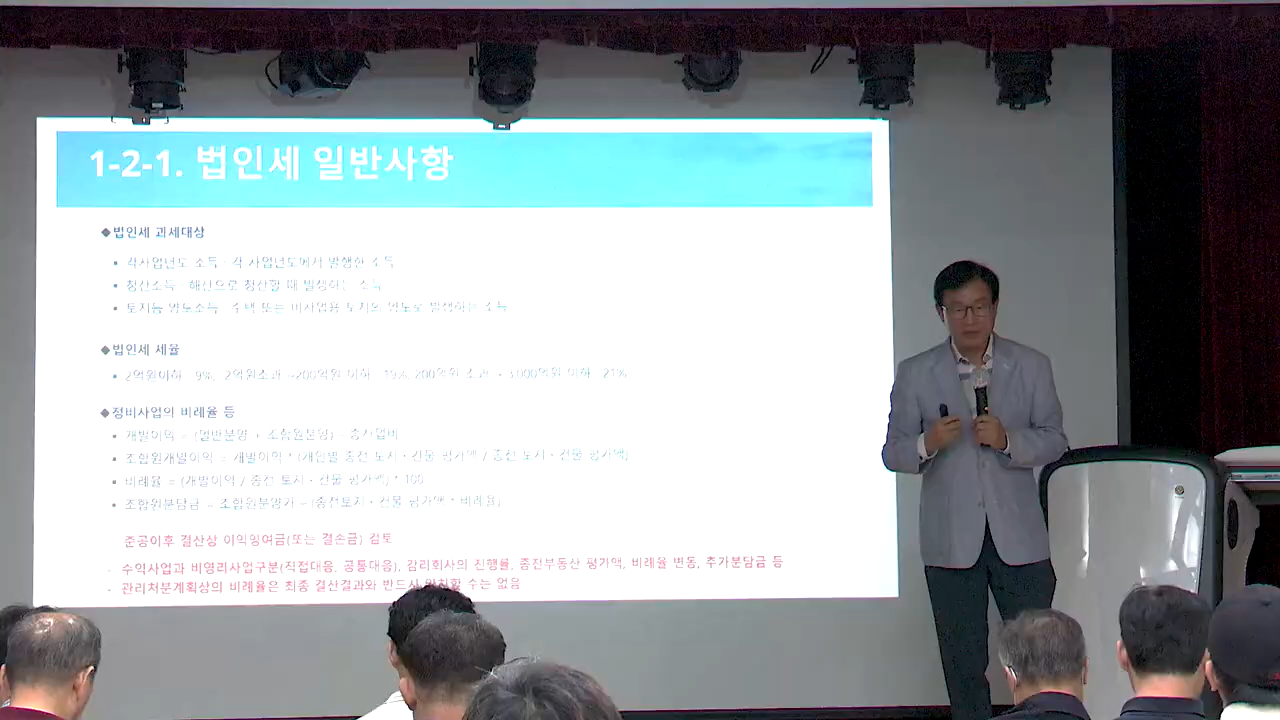 1-2-1. 법인세 일반사항
◆법인세 과세대상
▪ 각사업년도 소득 - 각 사업년도에서 발생한 소득
▪ 청산소득 - 해산으로 청산할 때 발생하는 소득
▪ 토지등 양도소득 - 주택 또는 비사업용 토지의 양도로 발생하는 소득
◆법인세 세율
▪ 2억원이하 - 9%, 2억원초과 ~200억원 이하 - 19%, 200억원 초과 ~ 3,000억원 이하 - 21%
◆정비사업의 비례율 등
▪ 개발이익 = (일반분양 + 조합원분양) - 총사업비
▪ 조합원개발이익 = 개발이익 * (개인별 종전 토지·건물 평가액 / 종전 토지·건물 평가액)
▪ 비례율 = (개발이익 / 종전 토지·건물 평가액) * 100
▪ 조합원분담금 = 조합원분양가 - (종전토지·건물 평가액 * 비례율)
준공이후 결산상 이익잉여금(또는 결손금) 검토
- 수익사업과 비영리사업구분(직접대응, 공통대응), 감리회사의 진행률, 종전부동산 평가액, 비례율 변동, 추가분담금 등
- 관리처분계획상의 비례율은 최종 결산결과와 반드시 수는 없음